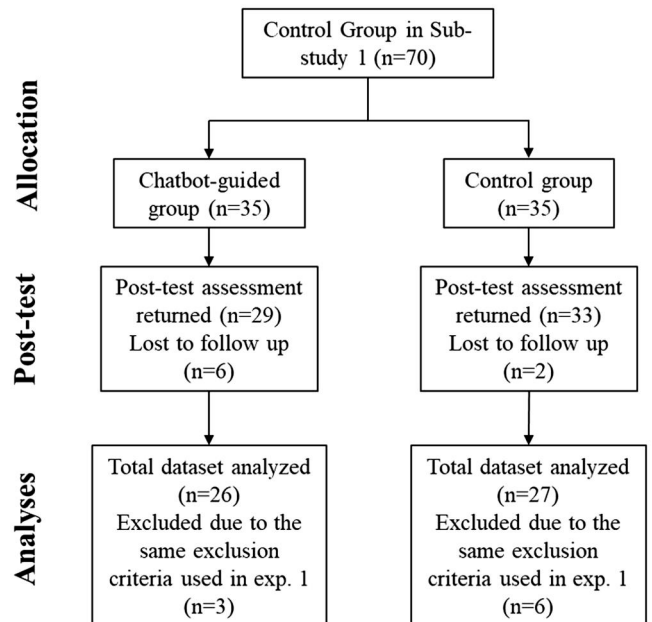 Control Group in Sub-
study 1 (n=70)
Allocation
Chatbot-guided
group (n=35)
Control group
(n=35)
Post-test
Post-test assessment
returned (n=29)
Lost to follow up
(n=6)
Post-test assessment
returned (n=33)
Lost to follow up
(n=2)
Analyses
Total dataset analyzed
(n=26)
Excluded due to the
same exclusion
criteria used in exp. 1
(n=3)
Total dataset analyzed
(n=27)
Excluded due to the
same exclusion
criteria used in exp. 1
(n=6)